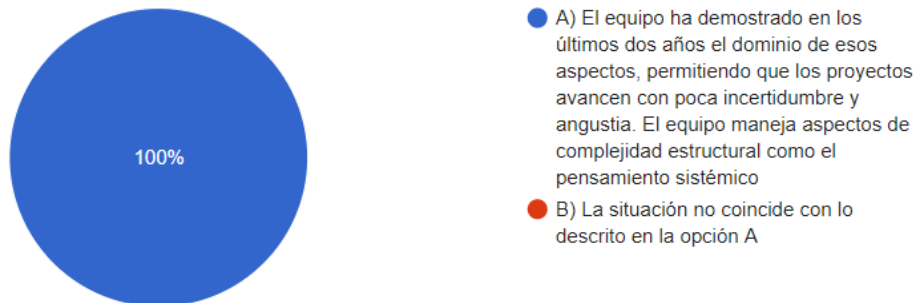 100%
A) El equipo ha demostrado en los
últimos dos años el dominio de esos
aspectos, permitiendo que los proyectos
avancen con poca incertidumbre y
angustia. El equipo maneja aspectos de
complejidad estructural como el
pensamiento sistémico
B) La situación no coincide con lo
descrito en la opción A